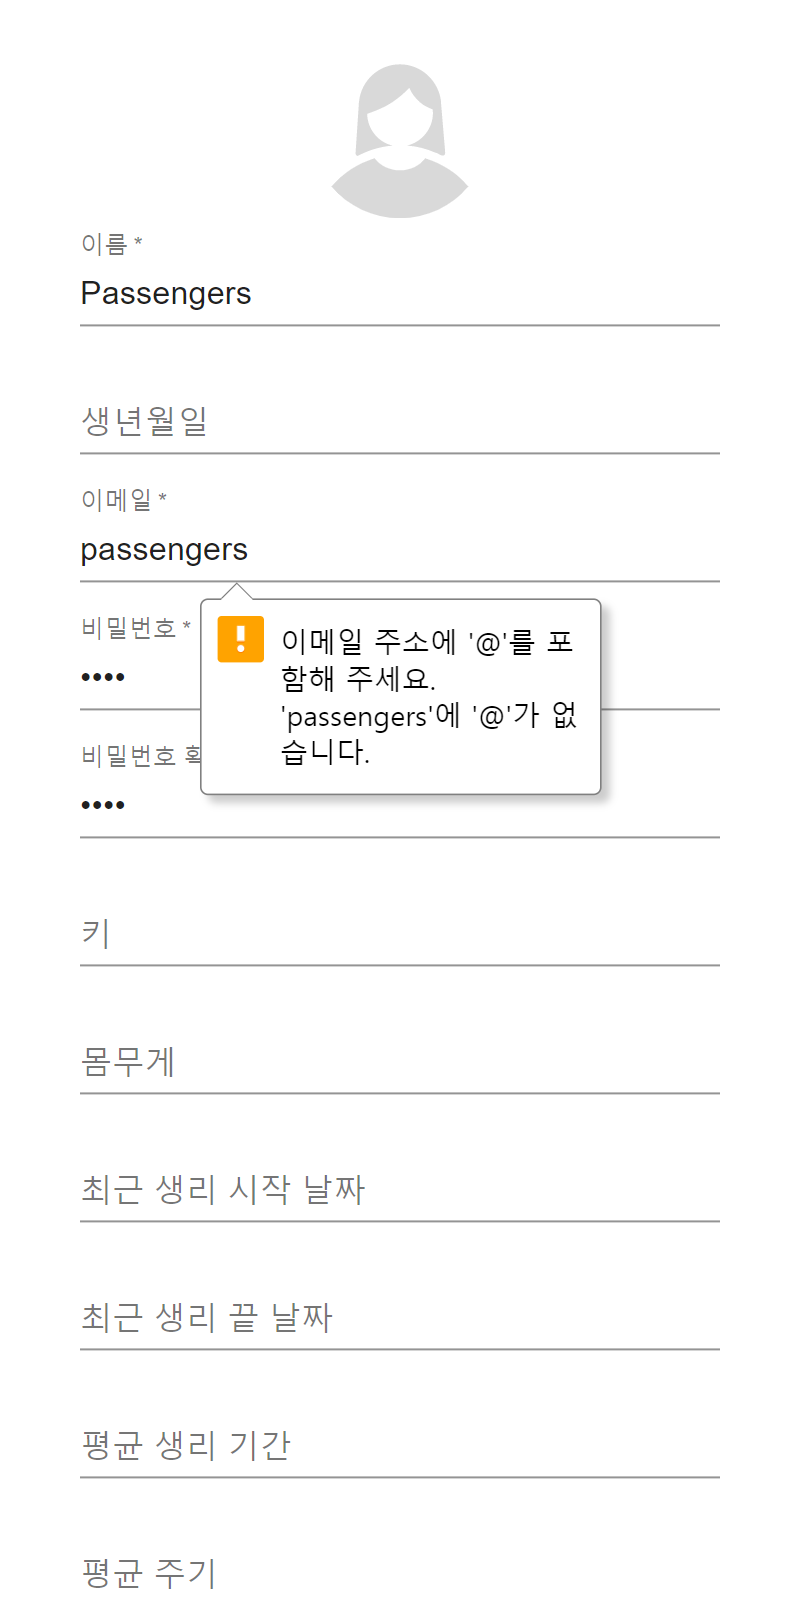 이름 *
Passengers
생년월일
이메일 *
passengers
이메일 주소에 '@'를 포
함해 주세요.
'passengers'에 '@'가 없
습니다.
비밀번호 *
••••
비밀번호
••••
키
몸무게
최근 생리 시작 날짜
최근 생리 끝 날짜
평균 생리 기간
평균 주기